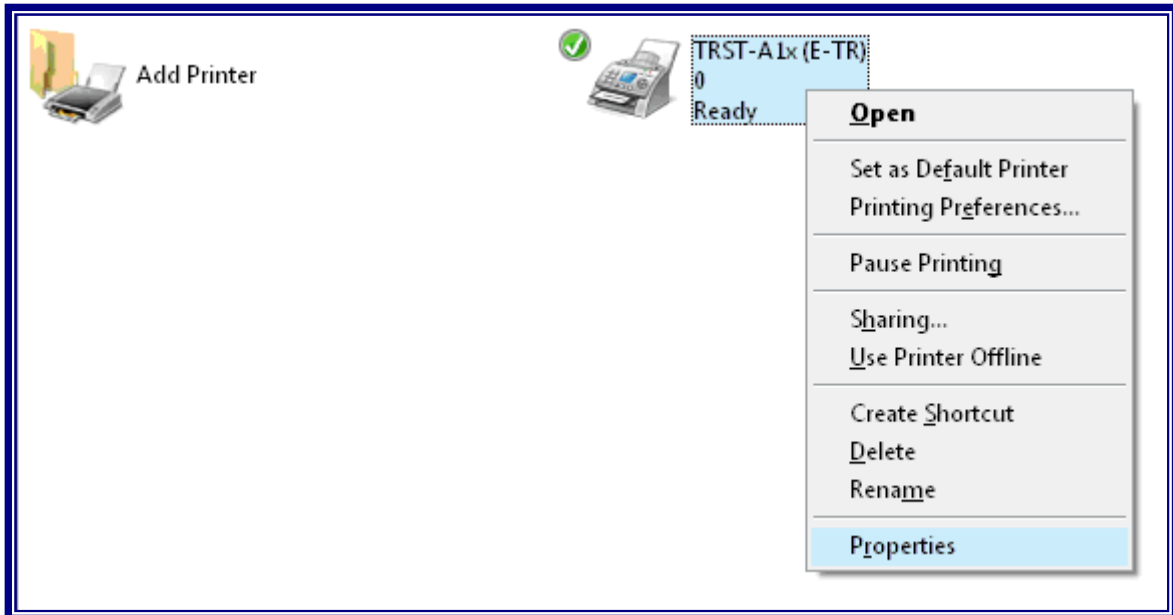 Add Printer
TRST-A1x (E-TR)
0
Ready
Open
Set as Default Printer
Printing Preferences...
Pause Printing
Sharing...
Use Printer Offline
Create Shortcut
Delete
Rename
Properties